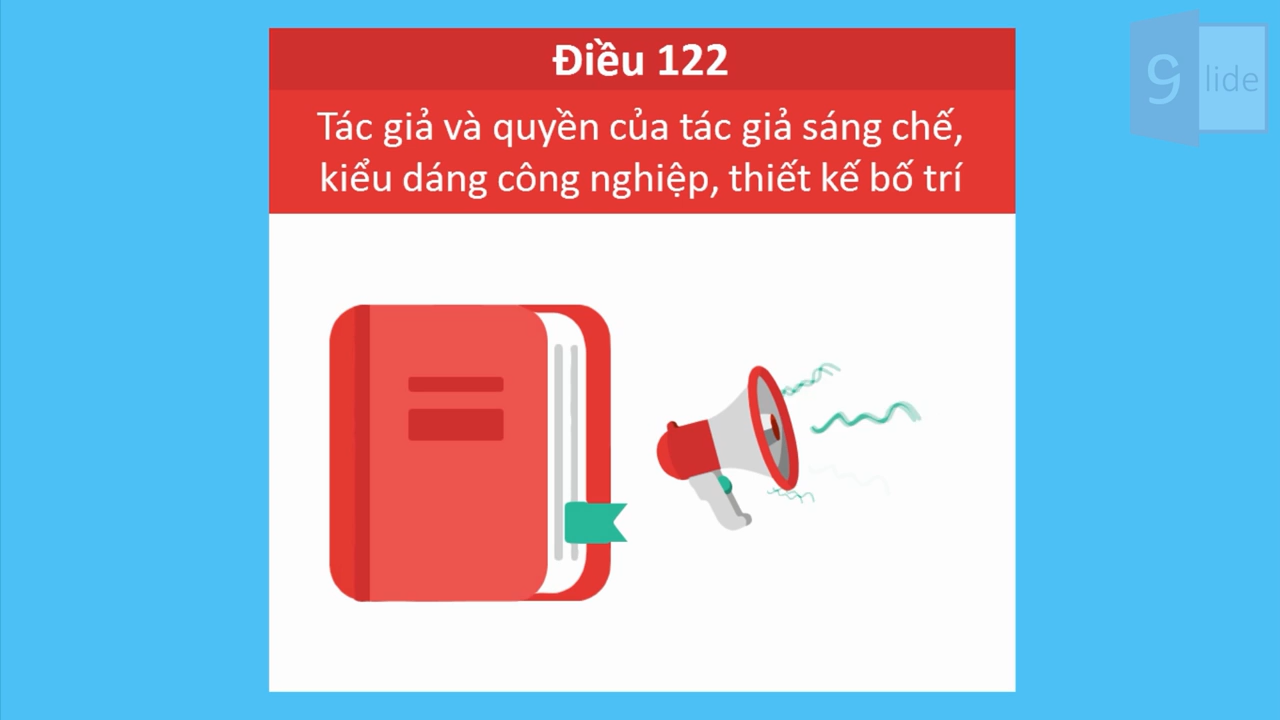 Điều 122
Tác giả và quyền của tác giả sáng chế,
kiểu dáng công nghiệp, thiết kế bố trí
9 lide